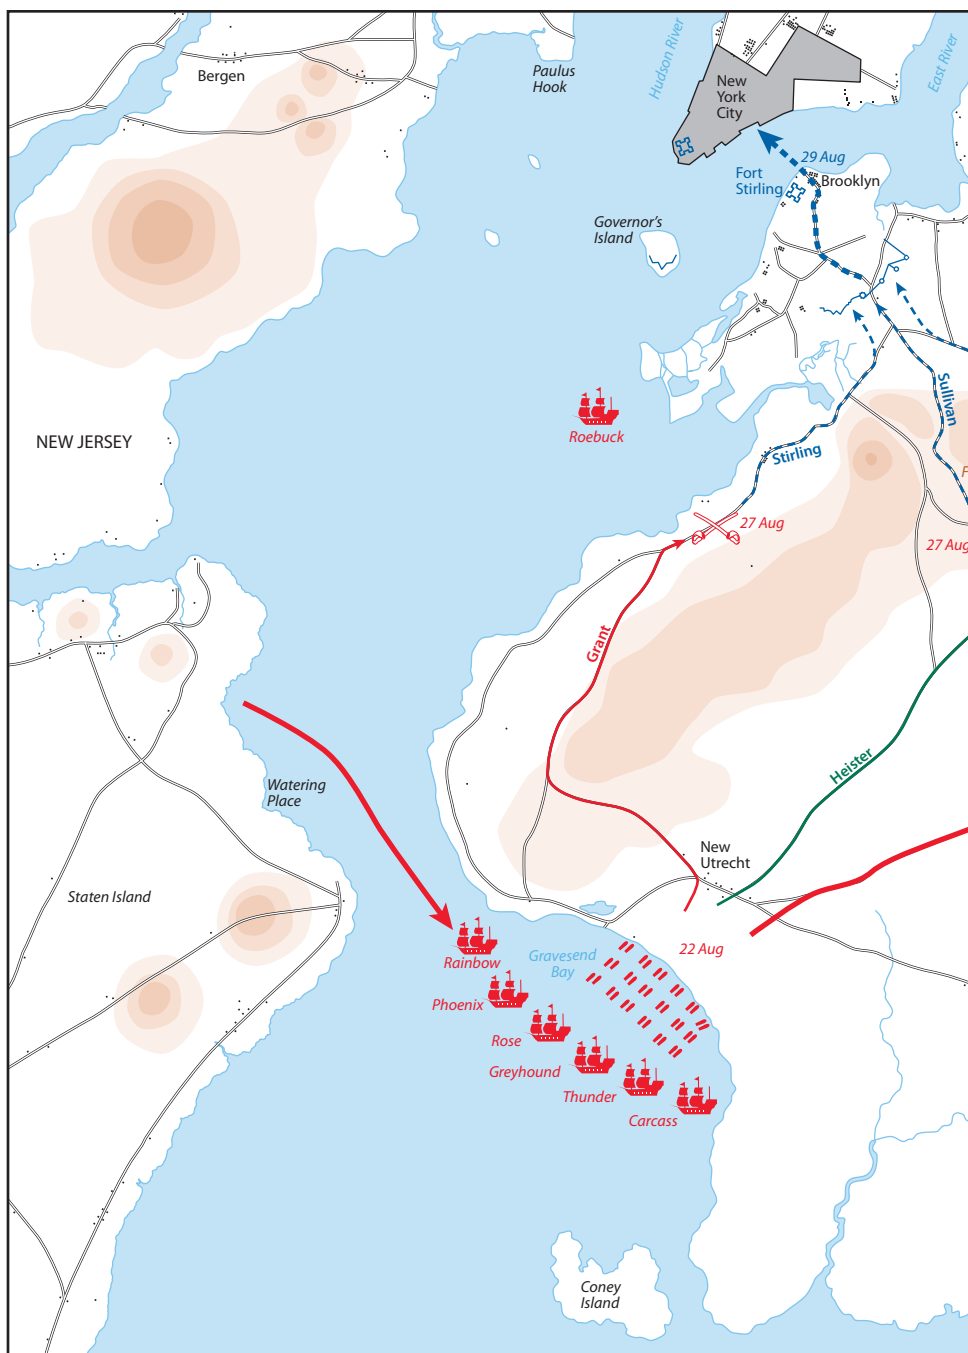 Hudson River
East River
Bergen
Paulus
Hook
New
York
City
29 Aug
Fort
Stirling
Brooklyn
Governor's
Island
Roebuck
NEW JERSEY
Sullivan
Stirling
F
27 Aug
27 Aug
Grant
Heister
Watering
Place
New
Utrecht
Staten Island
22 Aug
Gravesend
Bay
Rainbow
Phoenix
Rose
Greyhound
Thunder
Carcass
Coney
Island